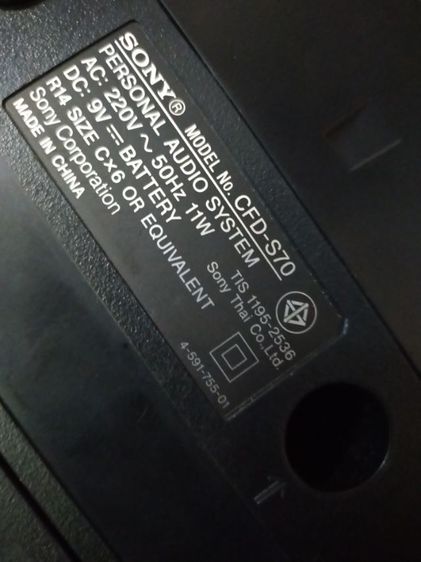 SONY® MODEL No. CFD-S70
PERSONAL AUDIO SYSTEM
AC: 220V ~ 50Hz 11W
DC: 9V ⎓ BATTERY
R14 SIZE C×6 OR EQUIVALENT
Sony Corporation
MADE IN CHINA
TIS 1195-2536
Sony Thai Co.,Ltd.
4-591-755-01